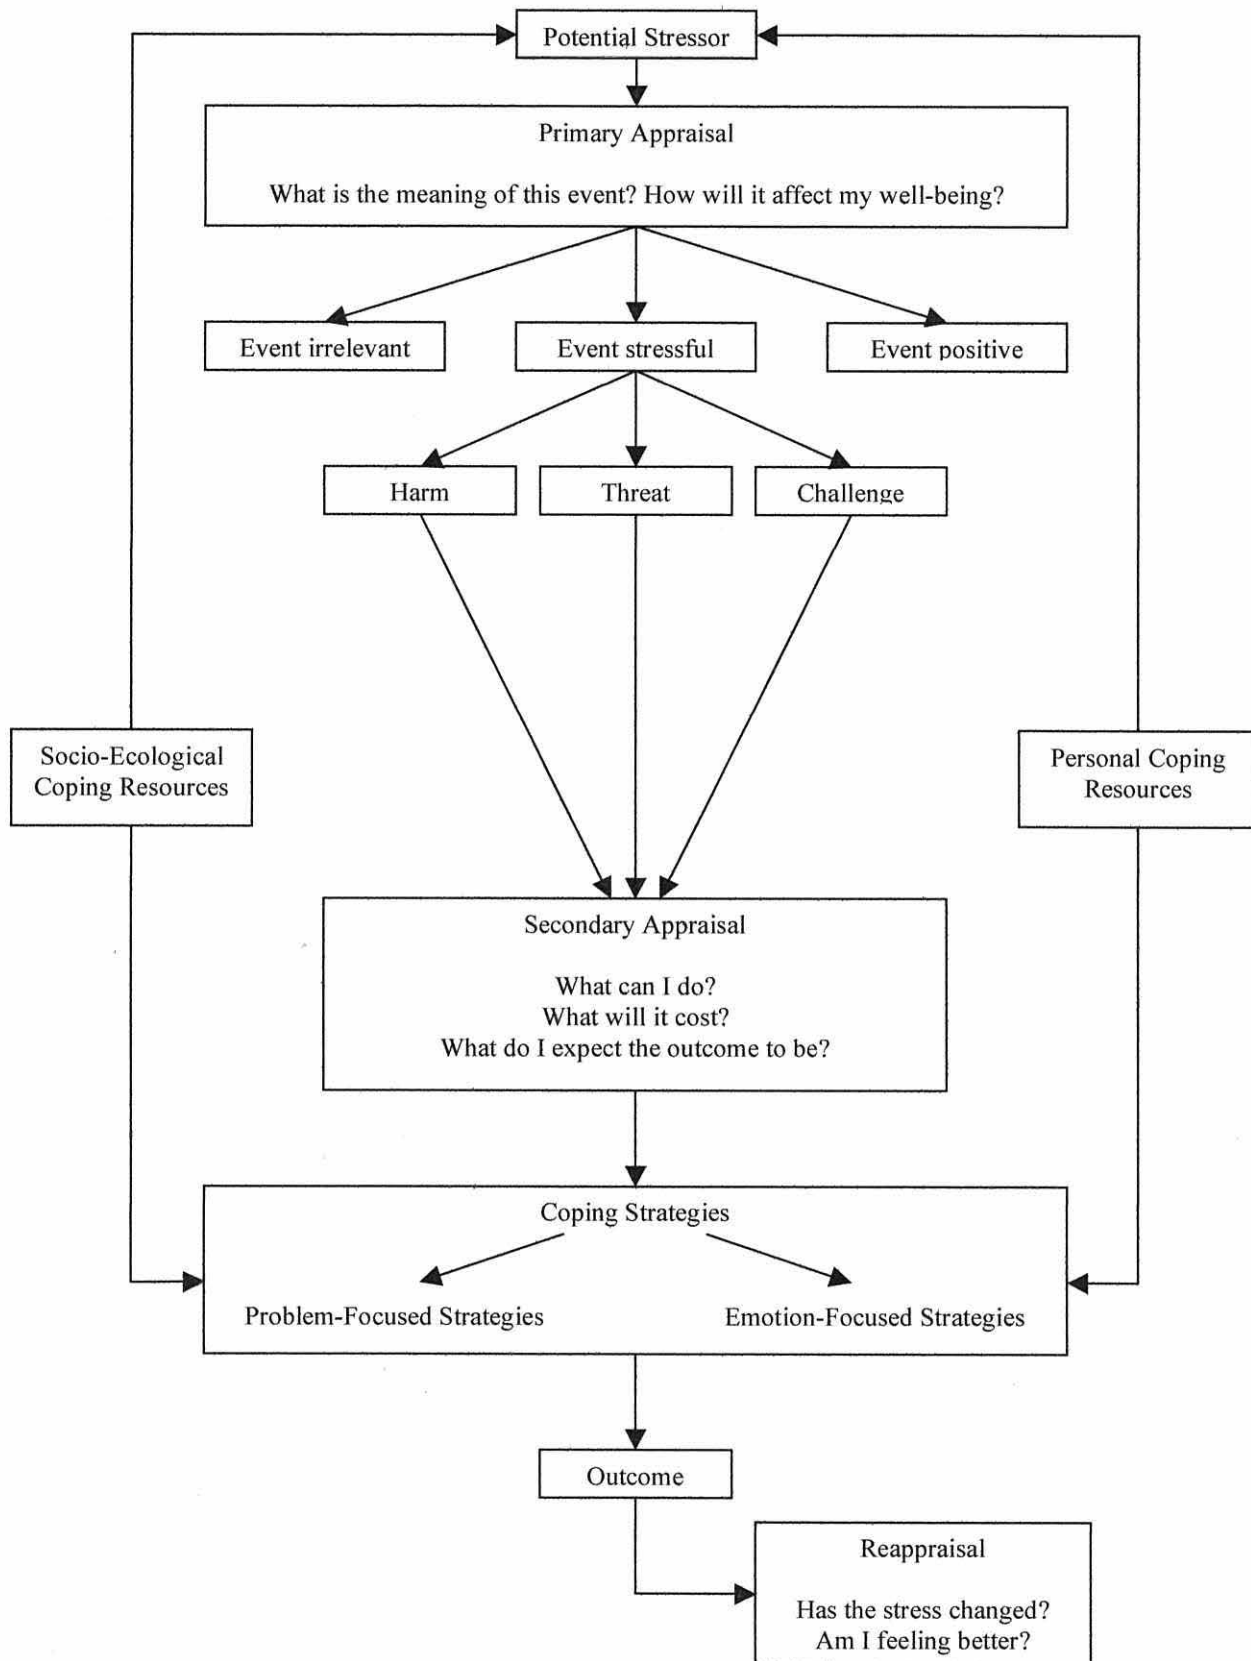 Potential Stressor
Primary Appraisal
What is the meaning of this event? How will it affect my well-being?
Event irrelevant
Event stressful
Event positive
Harm
Threat
Challenge
Socio-Ecological
Coping Resources
Personal Coping
Resources
Secondary Appraisal
What can I do?
What will it cost?
What do I expect the outcome to be?
Coping Strategies
Problem-Focused Strategies
Emotion-Focused Strategies
Outcome
Reappraisal
Has the stress changed?
Am I feeling better?